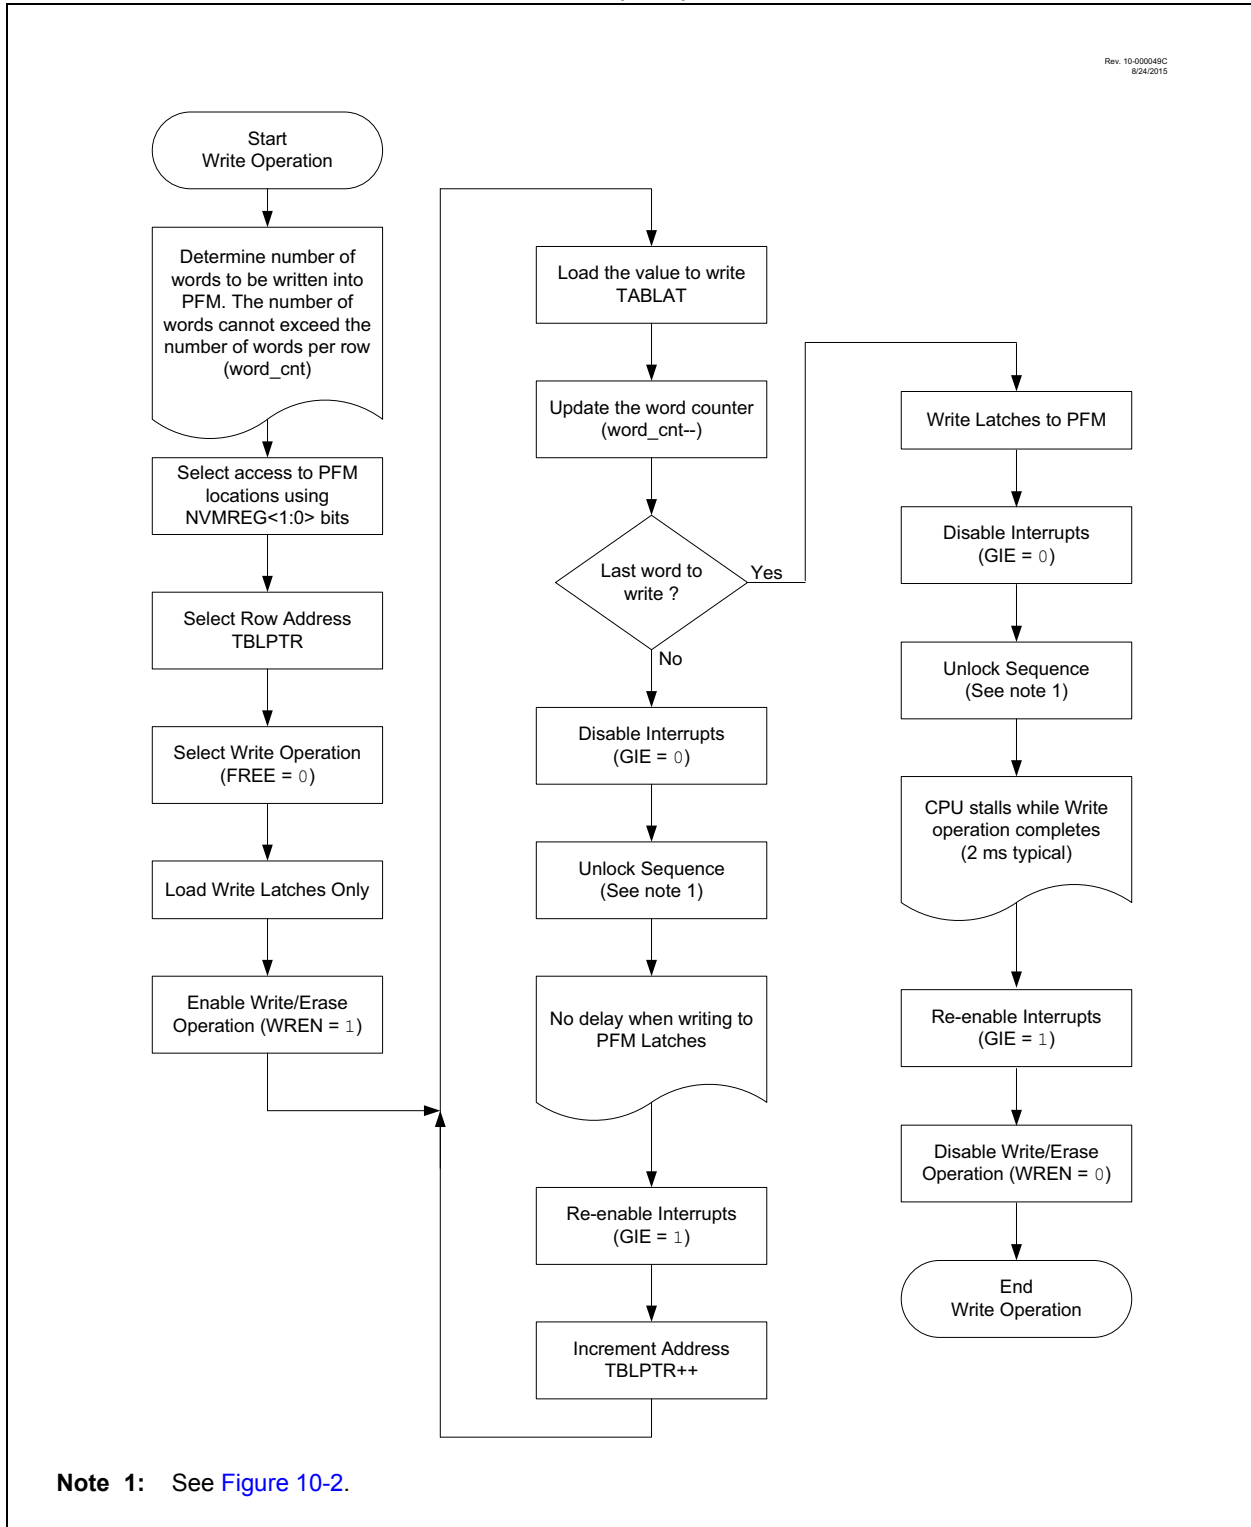 Rev. 10-000049C
8/24/2015
Start
Write Operation
Determine number of
words to be written into
PFM. The number of
words cannot exceed the
number of words per row
(word_cnt)
Select access to PFM
locations using
NVMREG<1:0> bits
Select Row Address
TBLPTR
Select Write Operation
(FREE = 0)
Load Write Latches Only
Enable Write/Erase
Operation (WREN = 1)
Load the value to write
TABLAT
Update the word counter
(word_cnt--)
Last word to
write ?
Yes
No
Disable Interrupts
(GIE = 0)
Unlock Sequence
(See note 1)
No delay when writing to
PFM Latches
Re-enable Interrupts
(GIE = 1)
Increment Address
TBLPTR++
Write Latches to PFM
Disable Interrupts
(GIE = 0)
Unlock Sequence
(See note 1)
CPU stalls while Write
operation completes
(2 ms typical)
Re-enable Interrupts
(GIE = 1)
Disable Write/Erase
Operation (WREN = 0)
End
Write Operation
Note 1: See Figure 10-2.